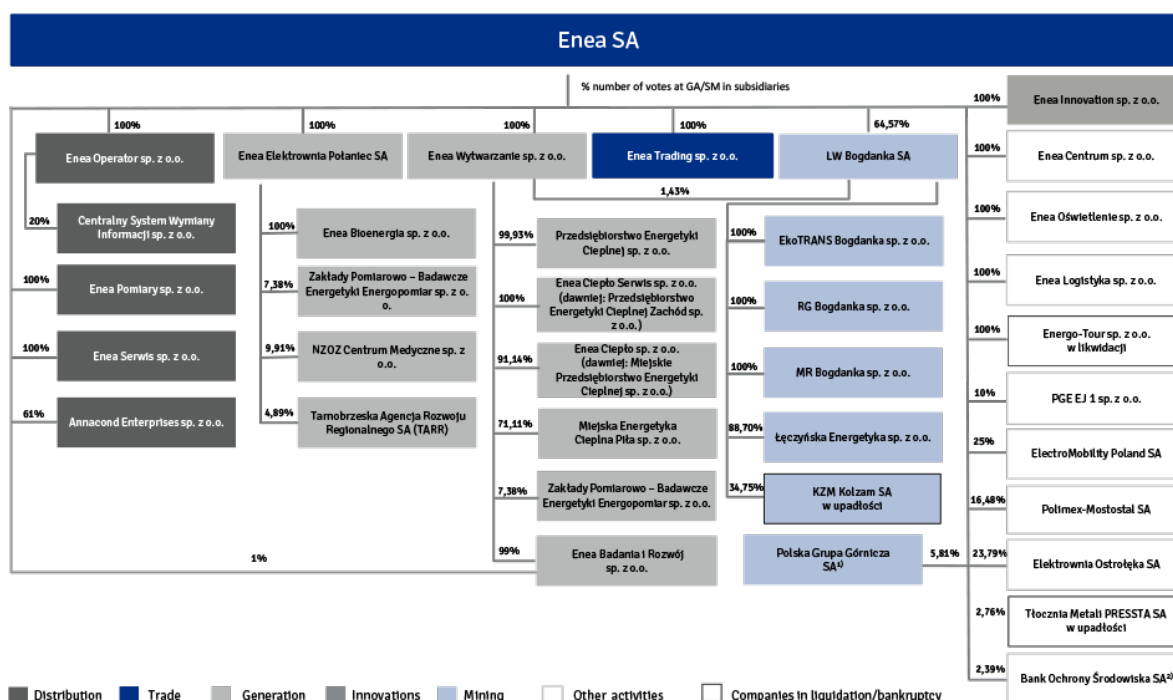 Enea SA
% number of votes at GA/SM in subsidiaries
100%
Enea Operator sp. z o.o.
20%
Centralny System Wymiany
Informacji sp. z o.o.
100%
Enea Pomiary sp. z o.o.
100%
Enea Serwis sp. z o.o.
61%
Annacond Enterprises sp. z o.o.
100%
Enea Elektrownia Połaniec SA
100%
Enea Bioenergia sp. z o.o.
7,38%
Zakłady Pomiarowo – Badawcze
Energetyki Energopomiar sp. z o.
o.
9,91%
NZOZ Centrum Medyczne sp. z
o.o.
4,89%
Tarnobrzeska Agencja Rozwoju
Regionalnego SA (TARR)
100%
Enea Wytwarzanie sp. z o.o.
99,93%
Przedsiębiorstwo Energetyki
Cieplnej sp. z o.o.
100%
Enea Ciepło Serwis sp. z o.o.
(dawniej: Przedsiębiorstwo
Energetyki Cieplnej Zachód sp.
z o.o.)
91,14%
Enea Ciepło sp. z o.o.
(dawniej: Miejskie
Przedsiębiorstwo Energetyki
Cieplnej sp. z o.o.)
71,11%
Miejska Energetyka
Cieplna Piła sp. z o.o.
7,38%
Zakłady Pomiarowo – Badawcze
Energetyki Energopomiar sp. z o.o.
99%
Enea Badania i Rozwój
sp. z o.o.
1%
100%
Enea Trading sp. z o.o.
64,57%
LW Bogdanka SA
1,43%
100%
EkoTRANS Bogdanka sp. z o.o.
100%
RG Bogdanka sp. z o.o.
100%
MR Bogdanka sp. z o.o.
88,70%
Łęczyńska Energetyka sp. z o.o.
34,75%
KZM Kolzam SA
w upadłości
Polska Grupa Górnicza
SA¹⁾
5,81%
100%
Enea Innovation sp. z o.o.
100%
Enea Centrum sp. z o.o.
100%
Enea Oświetlenie sp. z o.o.
100%
Enea Logistyka sp. z o.o.
100%
Energo-Tour sp. z o.o.
w likwidacji
10%
PGE EJ 1 sp. z o.o.
25%
ElectroMobility Poland SA
16,48%
Polimex-Mostostal SA
23,79%
Elektrownia Ostrołęka SA
2,76%
Tłocznia Metali PRESSTA SA
w upadłości
2,39%
Bank Ochrony Środowiska SA²⁾
Distribution
Trade
Generation
Innovations
Mining
Other activities
Companies in liquidation/bankruptcy